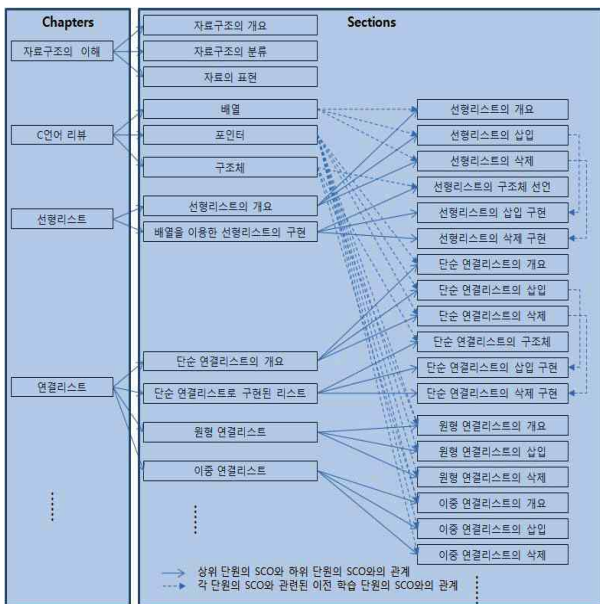 Chapters
Sections
자료구조의 이해
자료구조의 개요
자료구조의 분류
자료의 표현
C언어 리뷰
배열
포인터
구조체
선형리스트
선형리스트의 개요
배열을 이용한 선형리스트의 구현
선형리스트의 개요
선형리스트의 삽입
선형리스트의 삭제
선형리스트의 구조체 선언
선형리스트의 삽입 구현
선형리스트의 삭제 구현
연결리스트
단순 연결리스트의 개요
단순 연결리스트로 구현된 리스트
원형 연결리스트
이중 연결리스트
단순 연결리스트의 개요
단순 연결리스트의 삽입
단순 연결리스트의 삭제
단순 연결리스트의 구조체
단순 연결리스트의 삽입 구현
단순 연결리스트의 삭제 구현
원형 연결리스트의 개요
원형 연결리스트의 삽입
원형 연결리스트의 삭제
이중 연결리스트의 개요
이중 연결리스트의 삽입
이중 연결리스트의 삭제
상위 단원의 SCO와 하위 단원의 SCO와의 관계
각 단원의 SCO와 관련된 이전 학습 단원의 SCO와의 관계